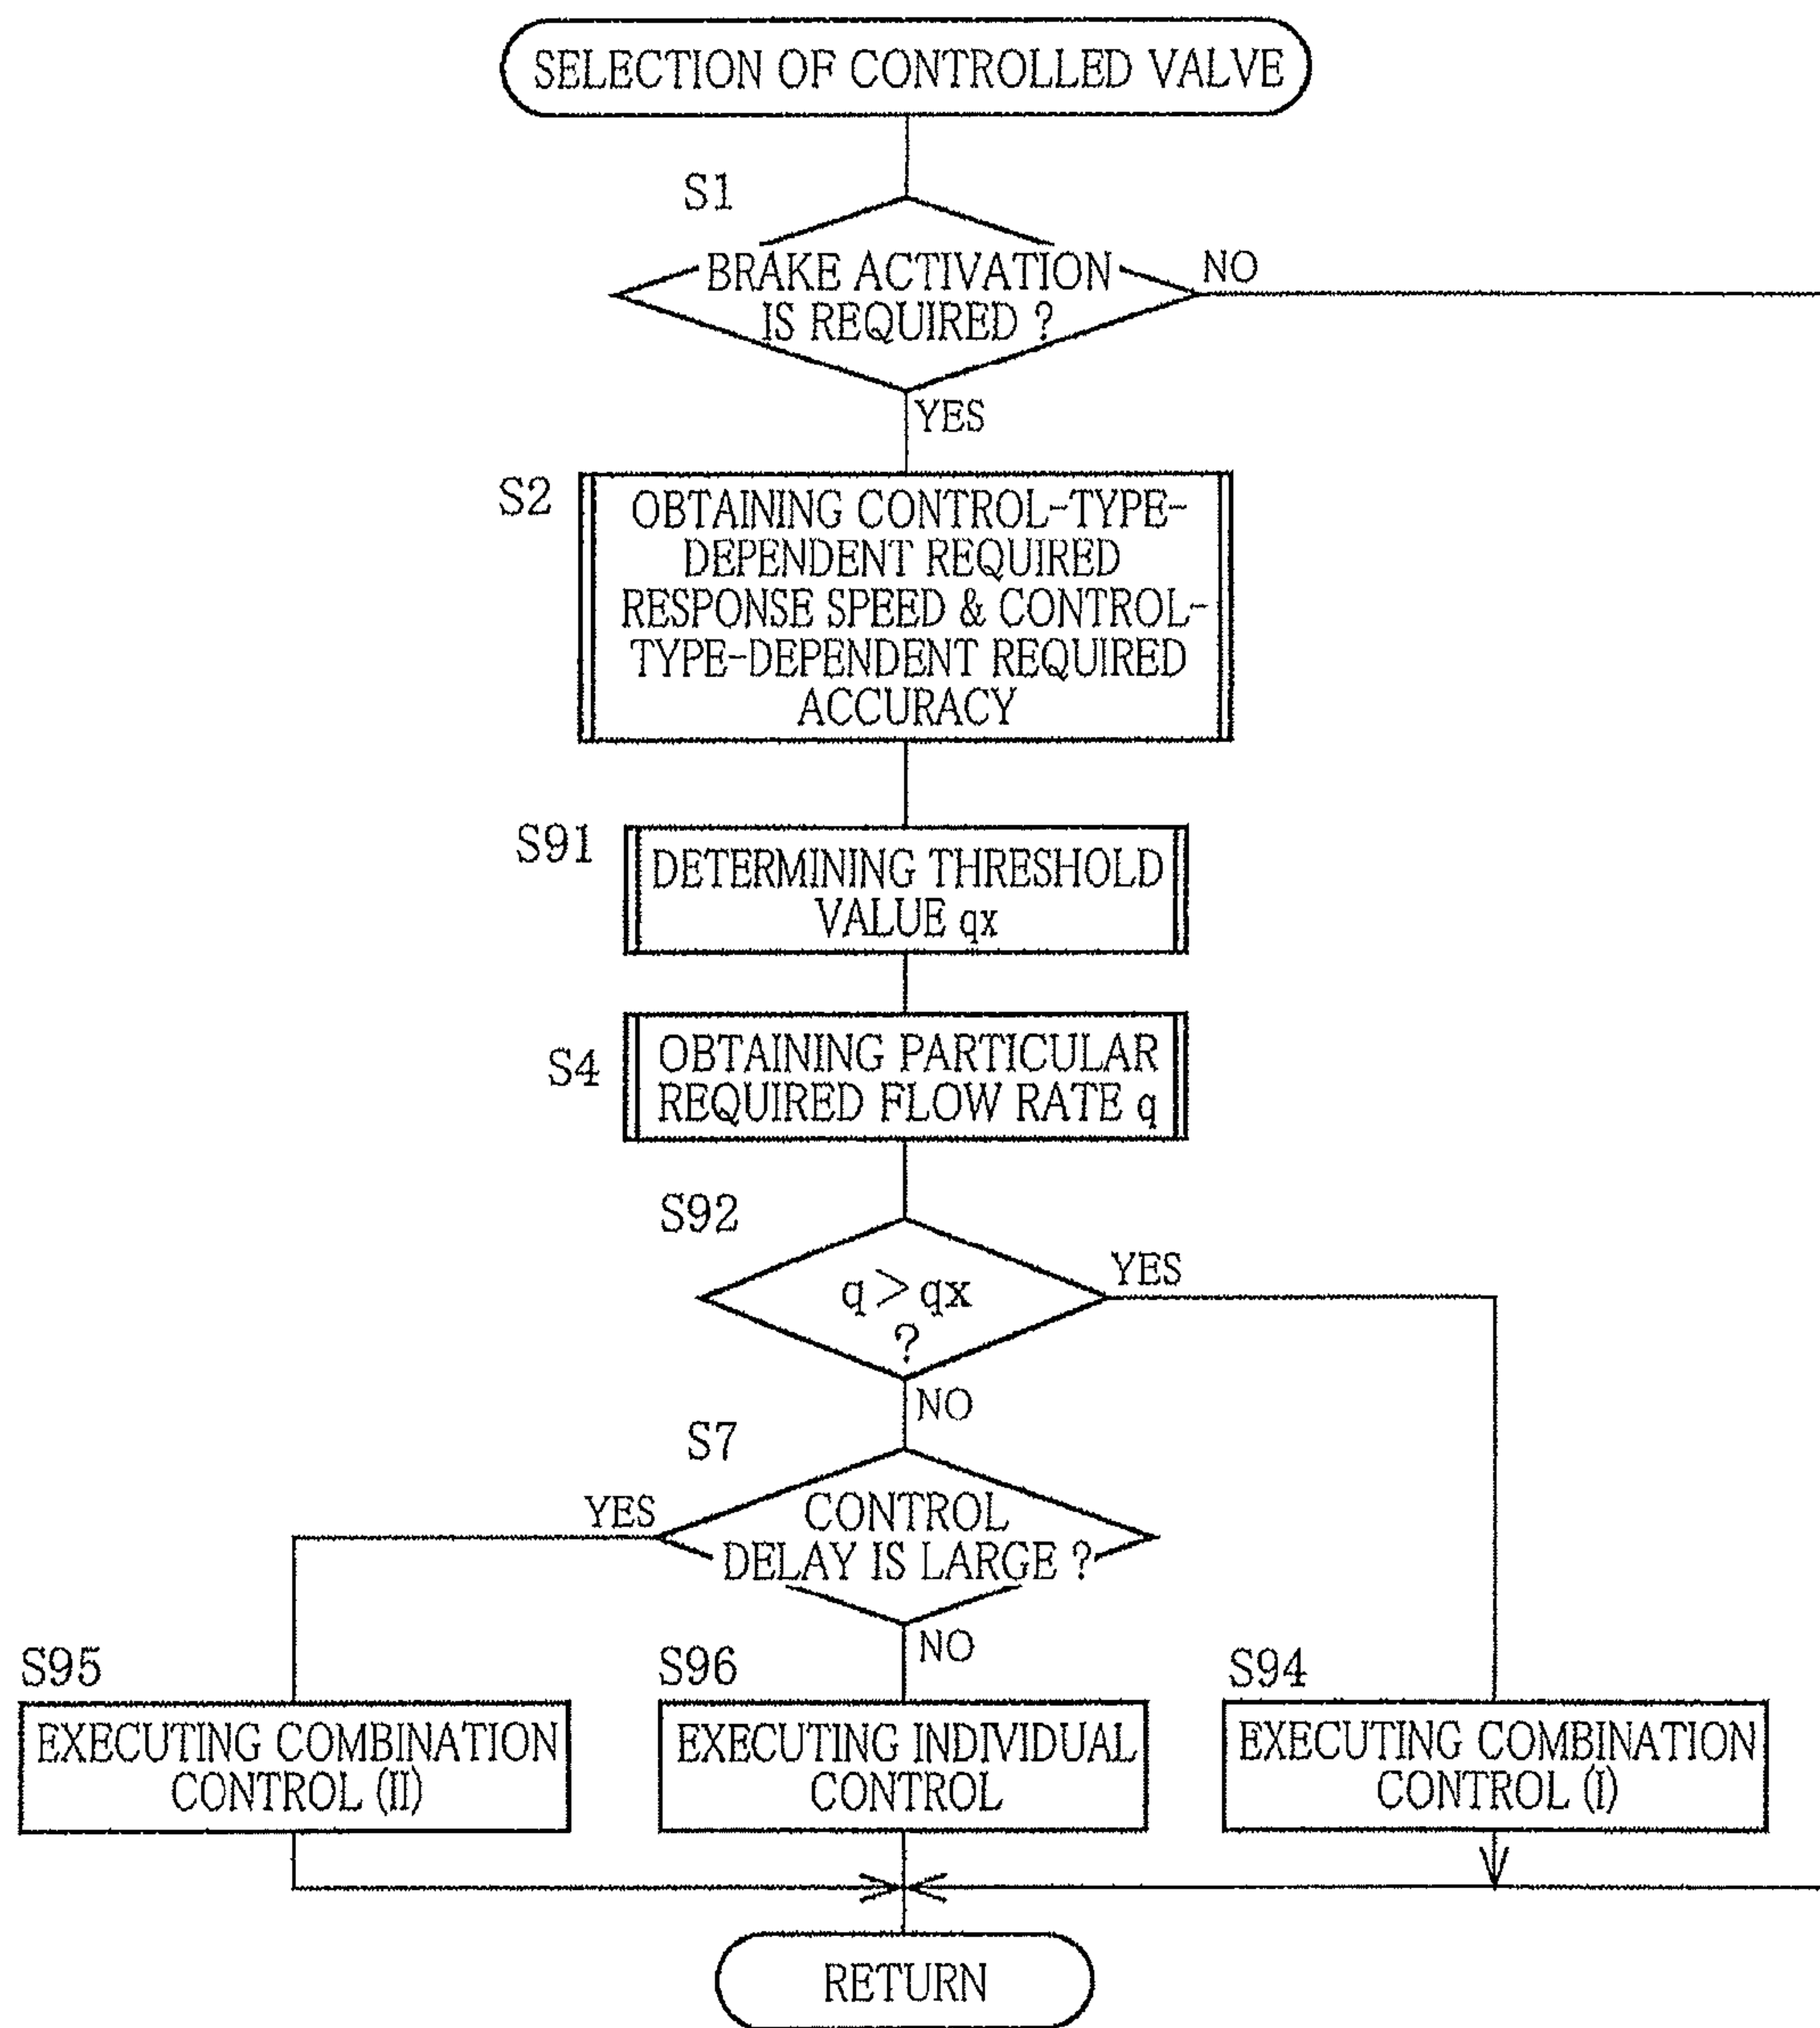 SELECTION OF CONTROLLED VALVE
S1
BRAKE ACTIVATION
IS REQUIRED ?
NO
YES
S2
OBTAINING CONTROL-TYPE-
DEPENDENT REQUIRED
RESPONSE SPEED & CONTROL-
TYPE-DEPENDENT REQUIRED
ACCURACY
S91
DETERMINING THRESHOLD
VALUE qx
S4
OBTAINING PARTICULAR
REQUIRED FLOW RATE q
S92
q > qx
?
YES
NO
S7
YES
CONTROL
DELAY IS LARGE ?
NO
S95
EXECUTING COMBINATION
CONTROL (II)
S96
EXECUTING INDIVIDUAL
CONTROL
S94
EXECUTING COMBINATION
CONTROL (I)
RETURN